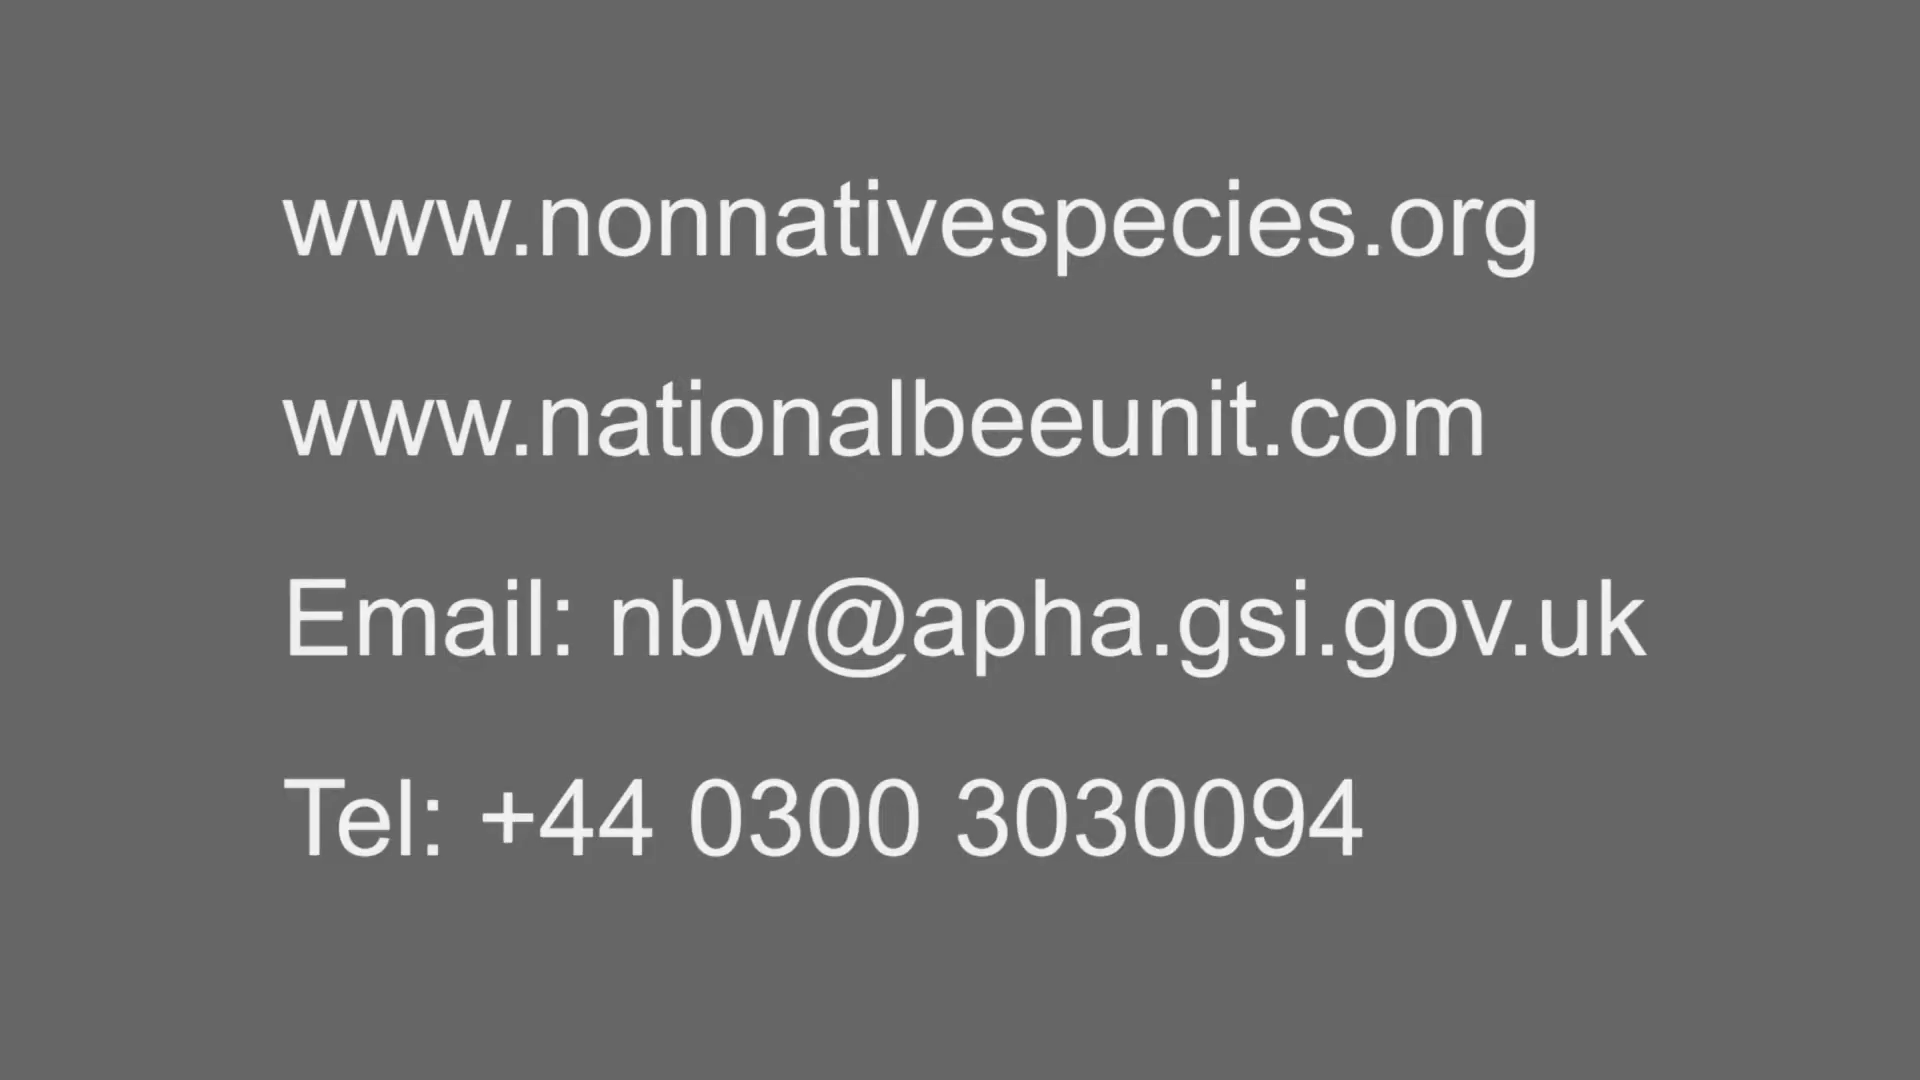 www.nonnativespecies.org
www.nationalbeeunit.com
Email: nbw@apha.gsi.gov.uk
Tel: +44 0300 3030094